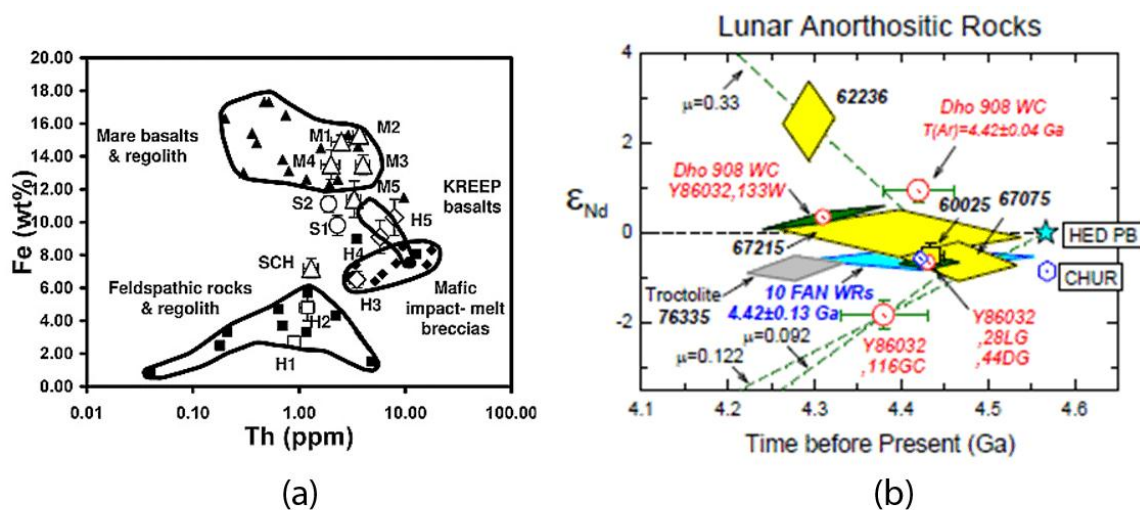 20.00
18.00
16.00
14.00
12.00
10.00
8.00
6.00
4.00
2.00
0.00
Fe (wt%)
Mare basalts
& regolith
M1
M2
M4
M3
M5
KREEP
basalts
S2
S1
H5
SCH
H4
Feldspathic rocks
& regolith
H3
Mafic
impact- melt
breccias
H2
H1
0.01
0.10
1.00
10.00
100.00
Th (ppm)
(a)
Lunar Anorthositic Rocks
4
2
0
-2
εNd
μ=0.33
62236
Dho 908 WC
T(Ar)=4.42±0.04 Ga
Dho 908 WC
Y86032,133W
60025
67075
67215
HED PB
CHUR
Troctolite
76335
10 FAN WRs
4.42±0.13 Ga
μ=0.122
μ=0.092
Y86032
,116GC
Y86032
,28LG
,44DG
4.1
4.2
4.3
4.4
4.5
4.6
Time before Present (Ga)
(b)